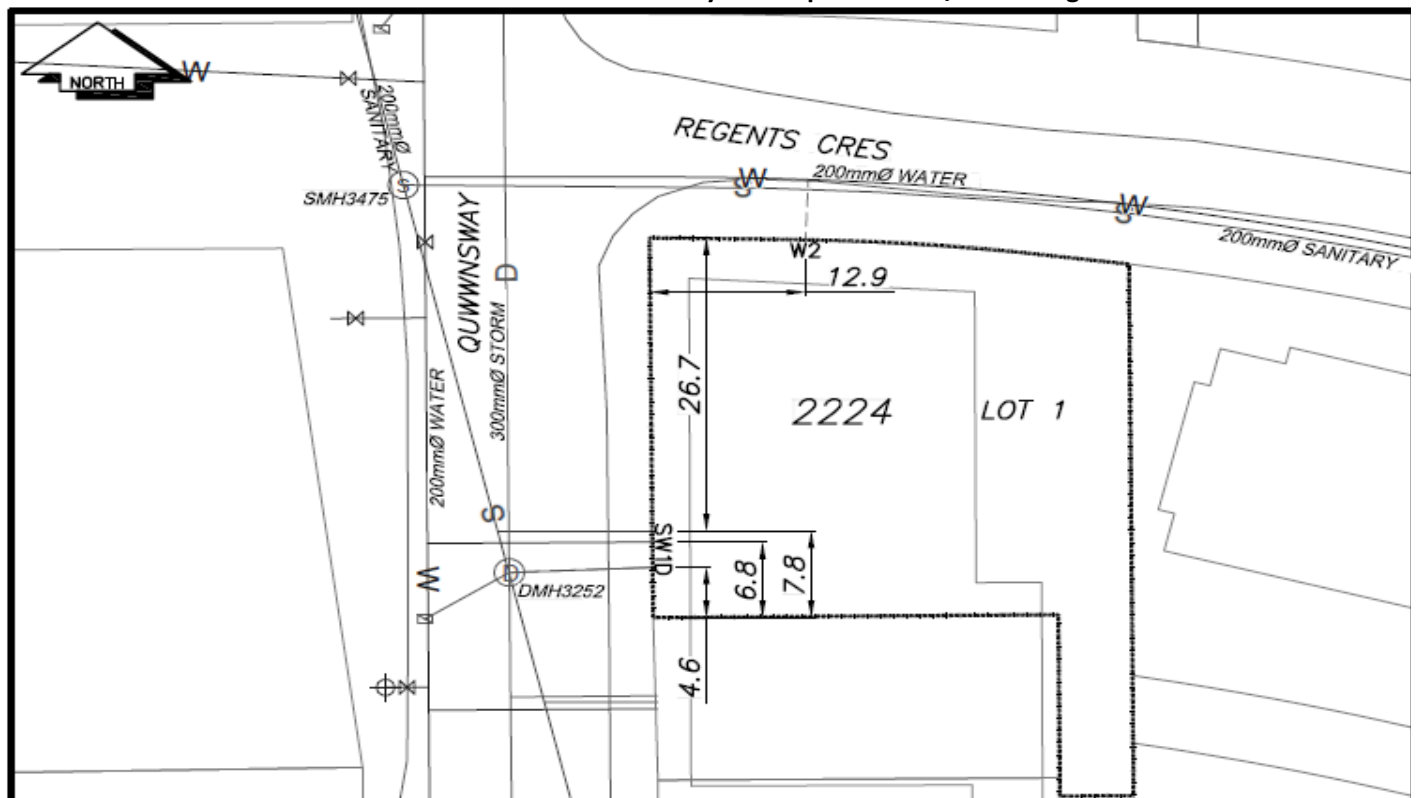 NORTH
W
200mmØ
SANITARY
REGENTS CRES
200mmØ WATER
S
SMH3475
W
S
W
S
200mmØ SANITARY
QUWWNSWAY
D
W2
12.9
300mmØ STORM
26.7
2224
LOT 1
200mmØ WATER
S
SW1D
6.8
7.8
W
D
DMH3252
4.6